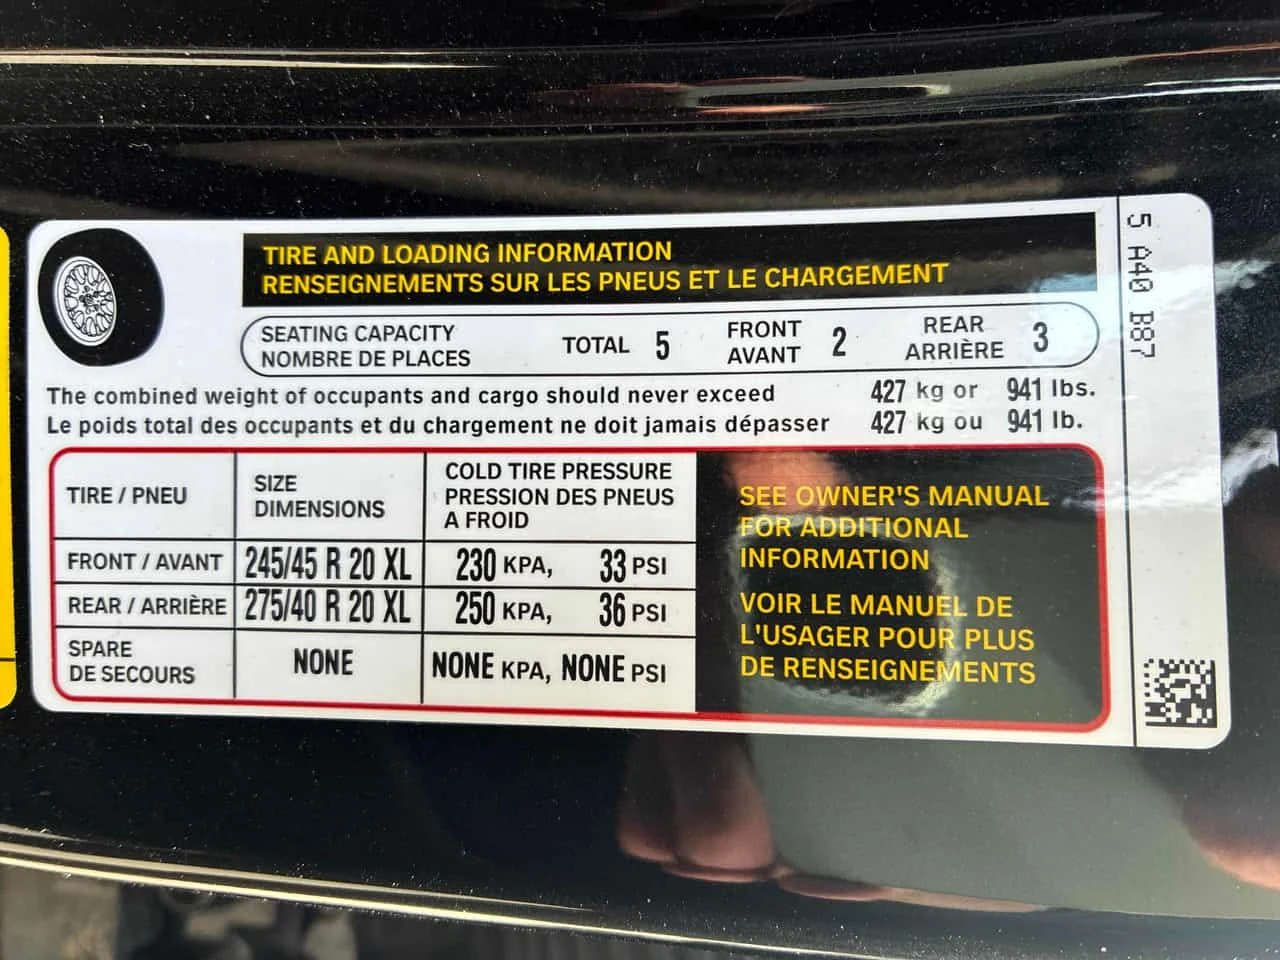 TIRE AND LOADING INFORMATION
RENSEIGNEMENTS SUR LES PNEUS ET LE CHARGEMENT
SEATING CAPACITY
NOMBRE DE PLACES
TOTAL 5
FRONT
AVANT
2
REAR
ARRIÈRE
3
The combined weight of occupants and cargo should never exceed 427 kg or 941 lbs.
Le poids total des occupants et du chargement ne doit jamais dépasser 427 kg ou 941 lb.
TIRE / PNEU
SIZE
DIMENSIONS
COLD TIRE PRESSURE
PRESSION DES PNEUS
A FROID
FRONT / AVANT 245/45 R 20 XL 230 KPA, 33 PSI
REAR / ARRIÈRE 275/40 R 20 XL 250 KPA, 36 PSI
SPARE
DE SECOURS
NONE
NONE KPA, NONE PSI
SEE OWNER'S MANUAL
FOR ADDITIONAL
INFORMATION
VOIR LE MANUEL DE
L'USAGER POUR PLUS
DE RENSEIGNEMENTS
5 A40 B87